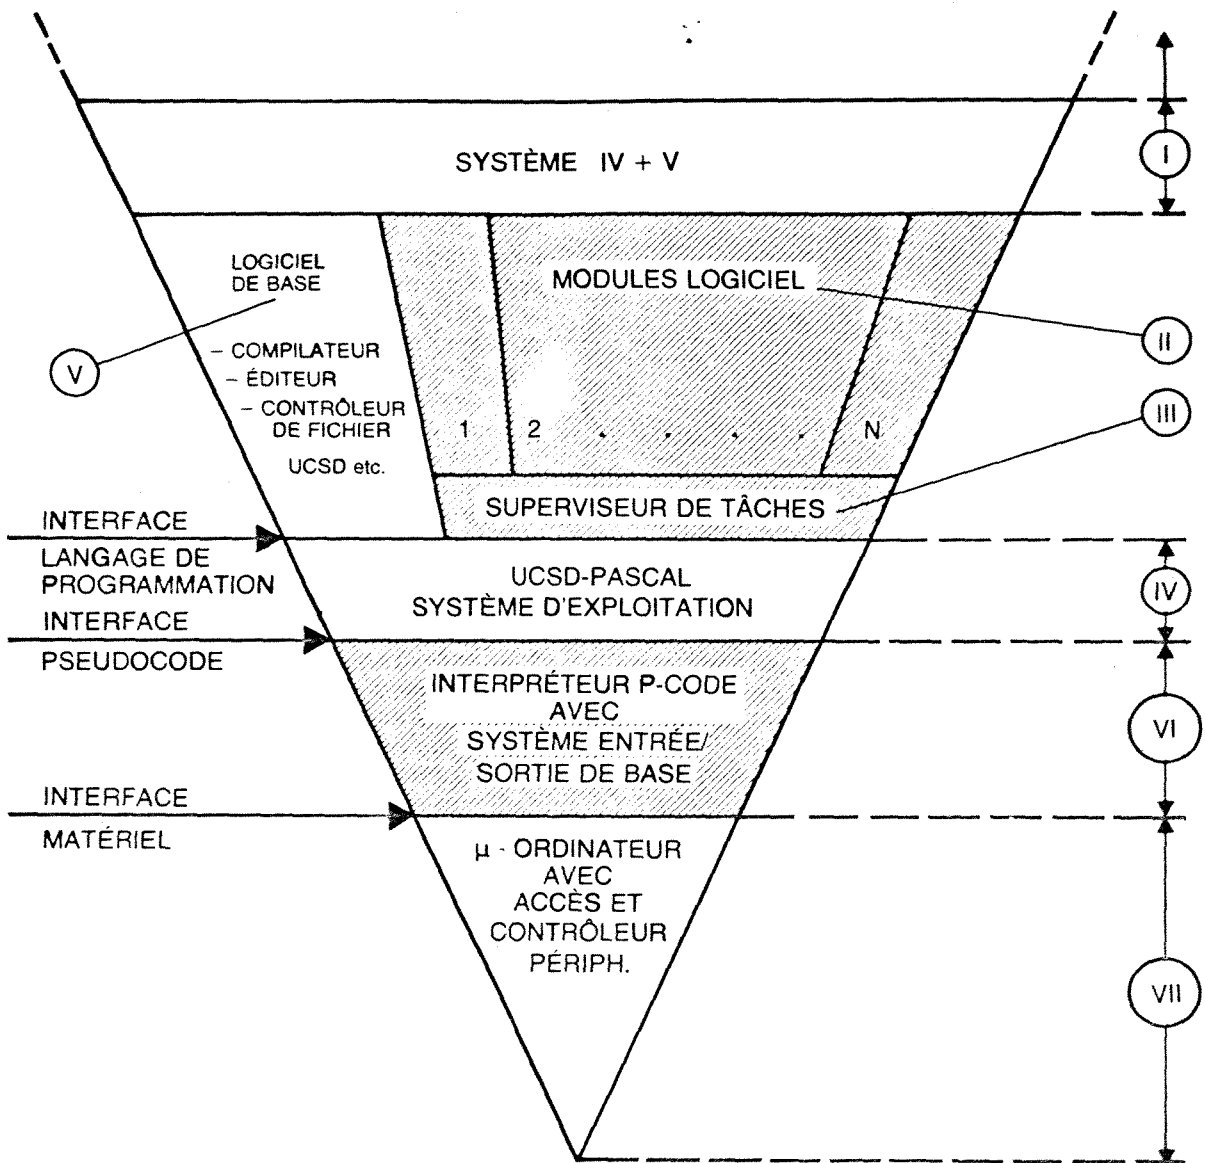 SYSTÈME IV + V
I
LOGICIEL
DE BASE
MODULES LOGICIEL
II
V
– COMPILATEUR
– ÉDITEUR
– CONTRÔLEUR
DE FICHIER
UCSD etc.
1 2 . . . . . N
III
SUPERVISEUR DE TÂCHES
INTERFACE
LANGAGE DE
PROGRAMMATION
UCSD-PASCAL
SYSTÈME D'EXPLOITATION
IV
INTERFACE
PSEUDOCODE
INTERPRÉTEUR P-CODE
AVEC
SYSTÈME ENTRÉE/
SORTIE DE BASE
VI
INTERFACE
MATÉRIEL
µ - ORDINATEUR
AVEC
ACCÈS ET
CONTRÔLEUR
PÉRIPH.
VII